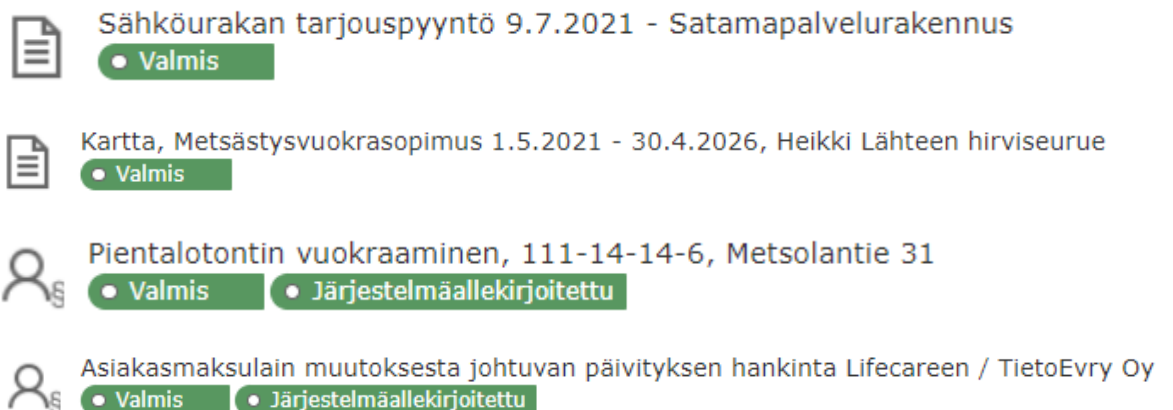 Sähköurakan tarjouspyyntö 9.7.2021 - Satamapalvelurakennus
Valmis
Kartta, Metsästysvuokrasopimus 1.5.2021 - 30.4.2026, Heikki Lähteen hirviseurue
Valmis
Pientalotontin vuokraaminen, 111-14-14-6, Metsolantie 31
§ Valmis Järjestelmäallekirjoitettu
Asiakasmaksulain muutoksesta johtuvan päivityksen hankinta Lifecareen / TietoEvry Oy
§ Valmis Järjestelmäallekirjoitettu